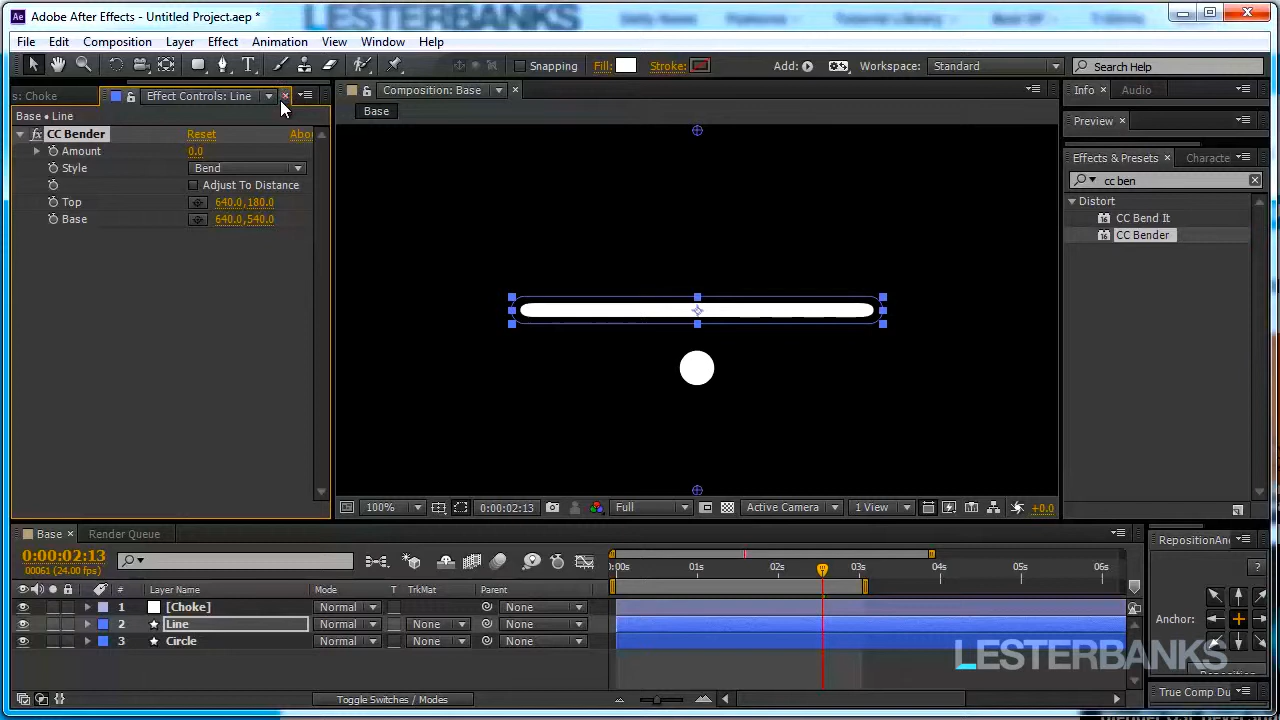 Adobe After Effects - Untitled Project.aep *
LESTERBANKS
File Edit Composition Layer Effect Animation View Window Help
Snapping Fill: Stroke: Add: Workspace: Standard Search Help
s: Choke Effect Controls: Line
Composition: Base
Info Audio
Base • Line
Base
Preview
fx CC Bender Reset Abo
Amount 0.0
Style Bend
Adjust To Distance
Top 640.0,180.0
Base 640.0,540.0
Effects & Presets Characte
cc ben
Distort
CC Bend It
CC Bender
100% 0:00:02:13 Full Active Camera 1 View +0.0
Base Render Queue
0:00:02:13
00061 (24.00 fps)
RepositionAn
:00s 01s 02s 03s 04s 05s 06s
# Layer Name Mode T TrkMat Parent
1 [Choke] Normal None
2 Line Normal None None
3 Circle Normal None None
Anchor:
LESTERBANKS
Toggle Switches / Modes
True Comp Du